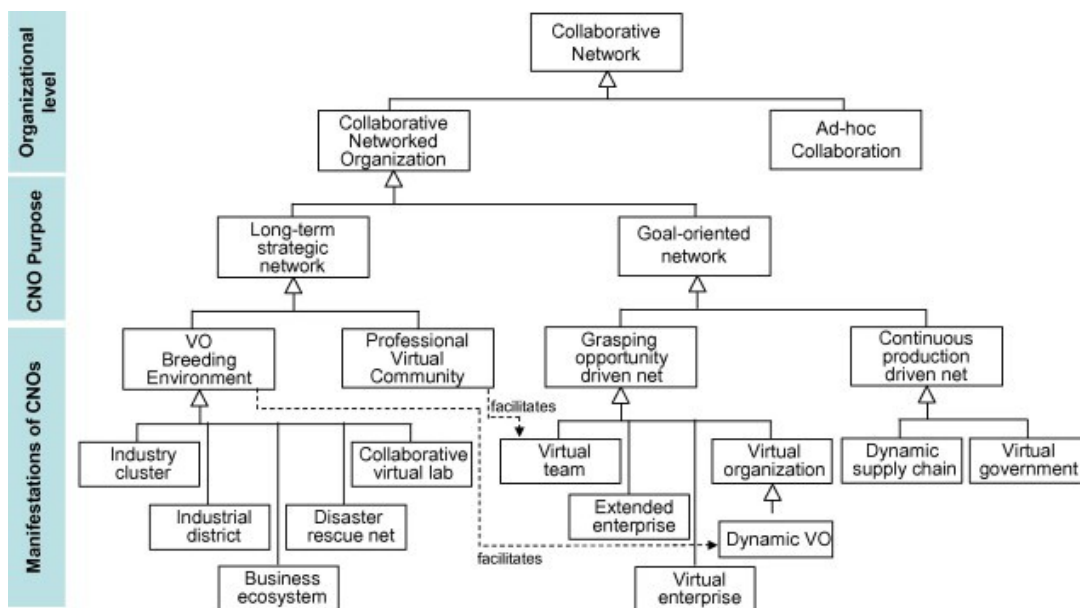 Organizational
level
CNO Purpose
Manifestations of CNOs
Collaborative
Network
Collaborative
Networked
Organization
Ad-hoc
Collaboration
Long-term
strategic
network
Goal-oriented
network
VO
Breeding
Environment
Professional
Virtual
Community
Grasping
opportunity
driven net
Continuous
production
driven net
facilitates
Industry
cluster
Collaborative
virtual lab
Virtual
team
Virtual
organization
Dynamic
supply chain
Virtual
government
Industrial
district
Disaster
rescue net
Extended
enterprise
Dynamic VO
facilitates
Business
ecosystem
Virtual
enterprise